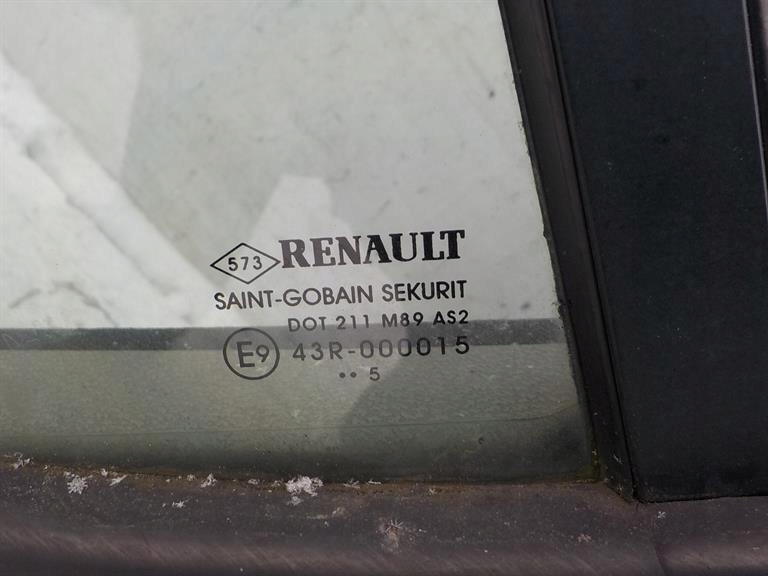 573 RENAULT
SAINT-GOBAIN SEKURIT
DOT 211 M89 AS2
E9 43R-000015
•• 5